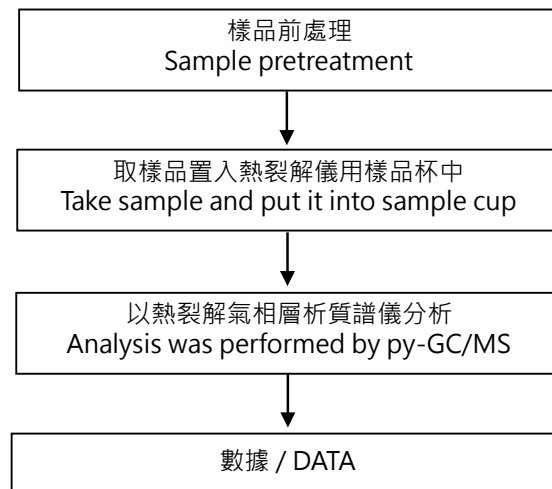 樣品前處理
Sample pretreatment
取樣品置入熱裂解儀用樣品杯中
Take sample and put it into sample cup
以熱裂解氣相層析質譜儀分析
Analysis was performed by py-GC/MS
數據 / DATA